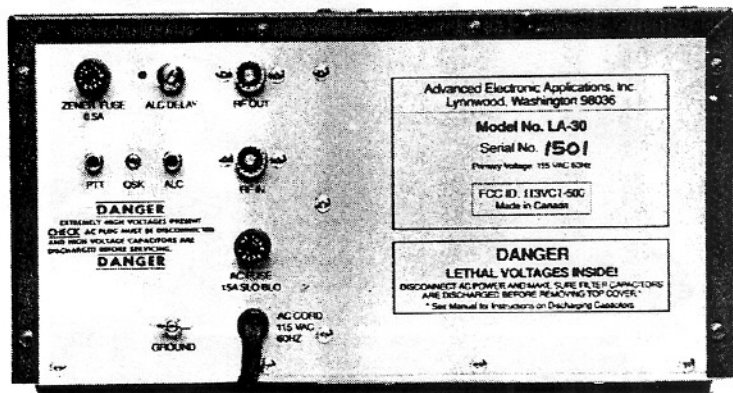 ZENER FUSE
0.5A
ALC DELAY
RF OUT
PTT
QSK
ALC
RF IN
DANGER
EXTREMELY HIGH VOLTAGES PRESENT
CHECK AC PLUG MUST BE DISCONNECTED
AND HIGH VOLTAGE CAPACITORS ARE
DISCHARGED BEFORE SERVICING.
DANGER
AC FUSE
15A SLO BLO
AC CORD
115 VAC
60HZ
GROUND
Advanced Electronic Applications, Inc.
Lynnwood, Washington 98036
Model No. LA-30
Serial No. 1501
Primary Voltage: 115 VAC 60Hz
FCC ID: 113VC1-500
Made in Canada
DANGER
LETHAL VOLTAGES INSIDE!
DISCONNECT AC POWER AND MAKE SURE FILTER CAPACITORS
ARE DISCHARGED BEFORE REMOVING TOP COVER.*
* See Manual for Instructions on Discharging Capacitors